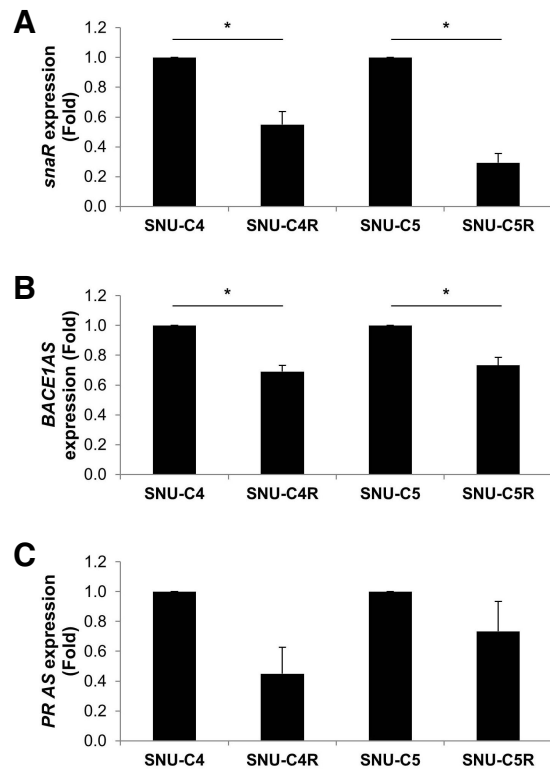 A
snaR expression
(Fold)
1.2
1.0
0.8
0.6
0.4
0.2
0.0
*
*
SNU-C4 SNU-C4R SNU-C5 SNU-C5R
B
BACE1AS
expression (Fold)
1.2
1.0
0.8
0.6
0.4
0.2
0.0
*
*
SNU-C4 SNU-C4R SNU-C5 SNU-C5R
C
PR AS expression
(Fold)
1.2
1.0
0.8
0.6
0.4
0.2
0.0
SNU-C4 SNU-C4R SNU-C5 SNU-C5R